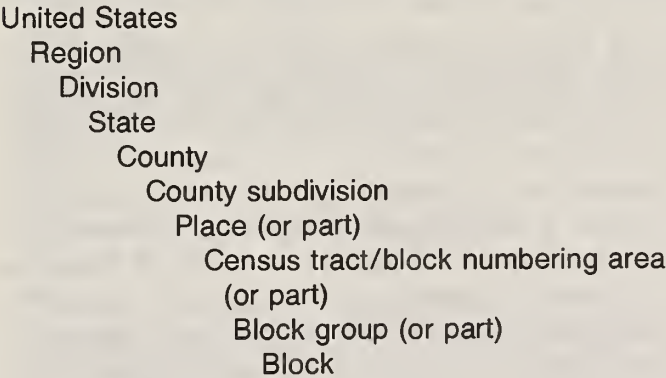 United States
Region
Division
State
County
County subdivision
Place (or part)
Census tract/block numbering area
(or part)
Block group (or part)
Block